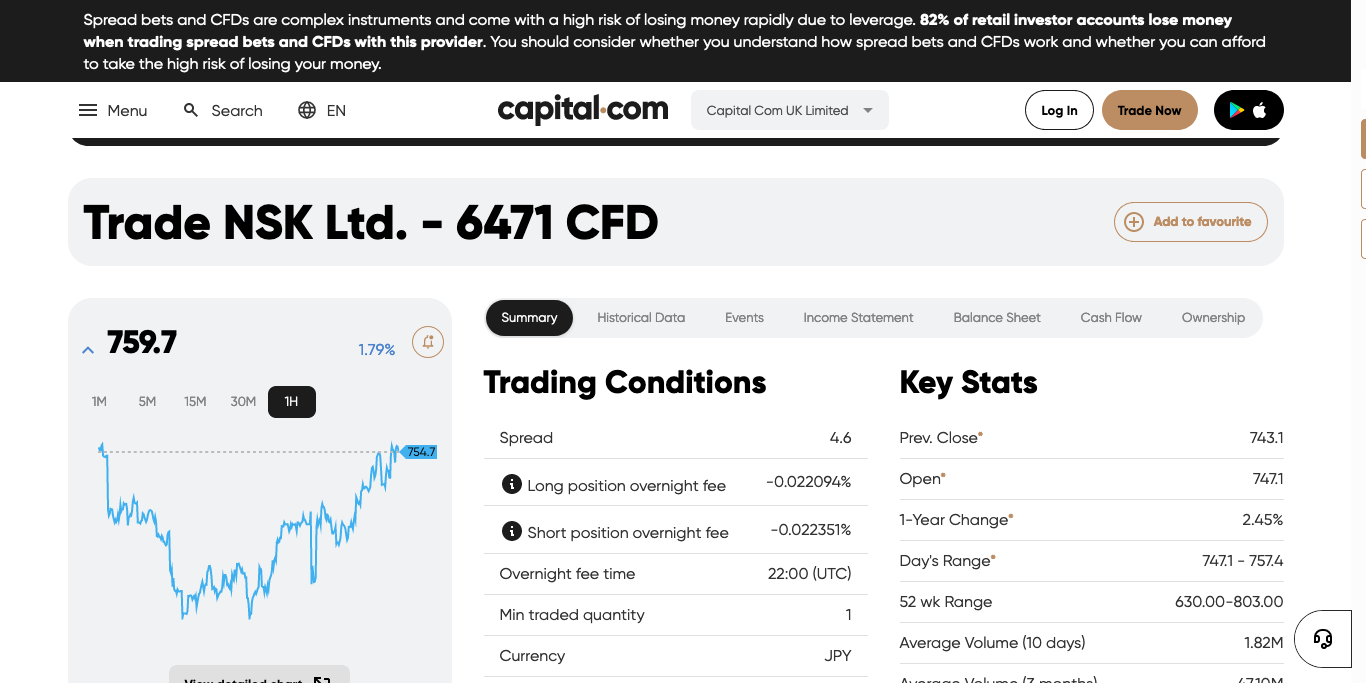 Spread bets and CFDs are complex instruments and come with a high risk of losing money rapidly due to leverage. 82% of retail investor accounts lose money
when trading spread bets and CFDs with this provider. You should consider whether you understand how spread bets and CFDs work and whether you can afford
to take the high risk of losing your money.
Menu
Search
EN
capital.com
Capital Com UK Limited
Log In
Trade Now
Trade NSK Ltd. - 6471 CFD
Add to favourite
759.7
1.79%
1M 5M 15M 30M 1H
754.7
View detailed chart
Summary Historical Data Events Income Statement Balance Sheet Cash Flow Ownership
Trading Conditions
Spread 4.6
Long position overnight fee -0.022094%
Short position overnight fee -0.022351%
Overnight fee time 22:00 (UTC)
Min traded quantity 1
Currency JPY
Key Stats
Prev. Close* 743.1
Open* 747.1
1-Year Change* 2.45%
Day's Range* 747.1 - 757.4
52 wk Range 630.00-803.00
Average Volume (10 days) 1.82M
Average Volume (3 months) 47.10M